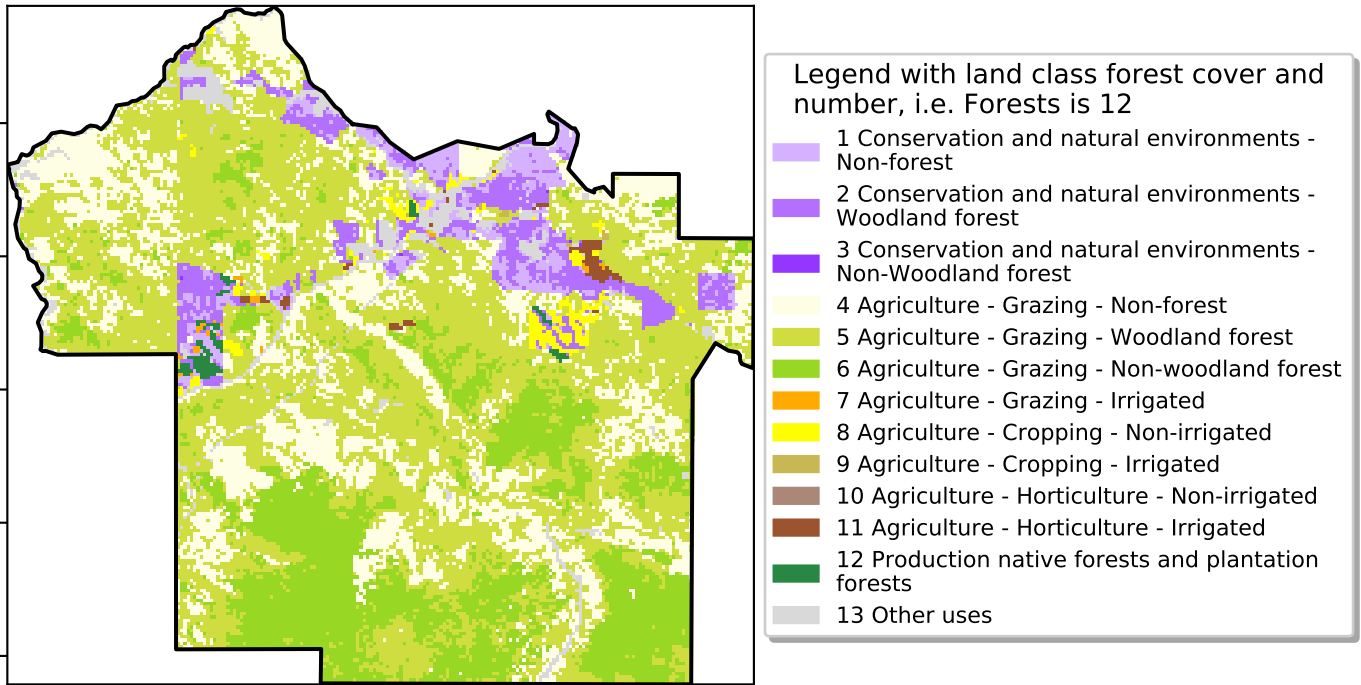 Legend with land class forest cover and
number, i.e. Forests is 12
1 Conservation and natural environments -
Non-forest
2 Conservation and natural environments -
Woodland forest
3 Conservation and natural environments -
Non-Woodland forest
4 Agriculture - Grazing - Non-forest
5 Agriculture - Grazing - Woodland forest
6 Agriculture - Grazing - Non-woodland forest
7 Agriculture - Grazing - Irrigated
8 Agriculture - Cropping - Non-irrigated
9 Agriculture - Cropping - Irrigated
10 Agriculture - Horticulture - Non-irrigated
11 Agriculture - Horticulture - Irrigated
12 Production native forests and plantation
forests
13 Other uses